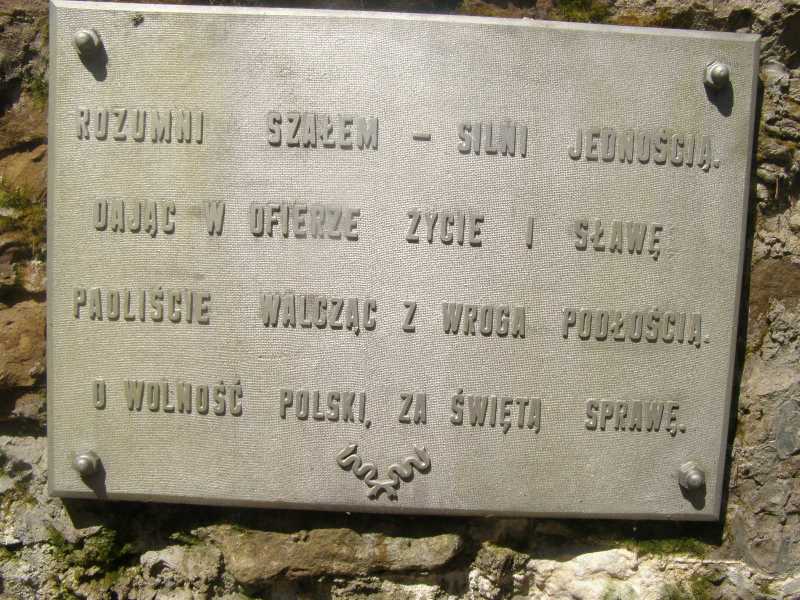 ROZUMNI SZAŁEM – SILNI JEDNOŚCIĄ.
DAJĄC W OFIERZE ŻYCIE I SŁAWĘ
PADLIŚCIE WALCZĄC Z WROGA PODŁOŚCIĄ.
O WOLNOŚĆ POLSKI, ZA ŚWIĘTĄ SPRAWĘ.